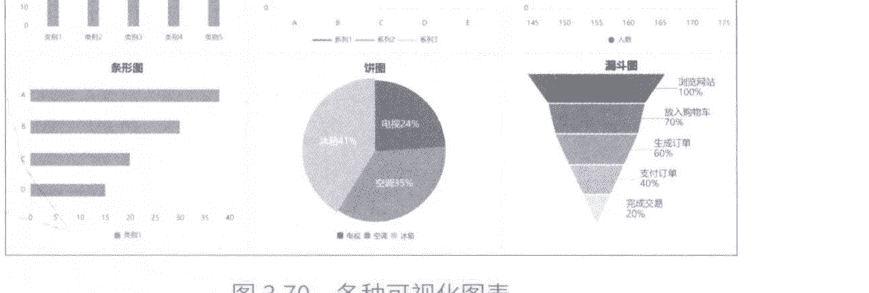 10
0
类别1 类别2 类别3 类别4 类别5
0
A B C D E
系列1 系列2 系列3
0
145 150 155 160 165 170 175
人数
条形图
A
B
C
D
0 5 10 15 20 25 30 35 40
类别1
饼图
电视24%
冰箱41%
空调35%
电视 空调 冰箱
漏斗图
浏览网站
100%
放入购物车
70%
生成订单
60%
支付订单
40%
完成交易
20%
图 3.70 各种可视化图表